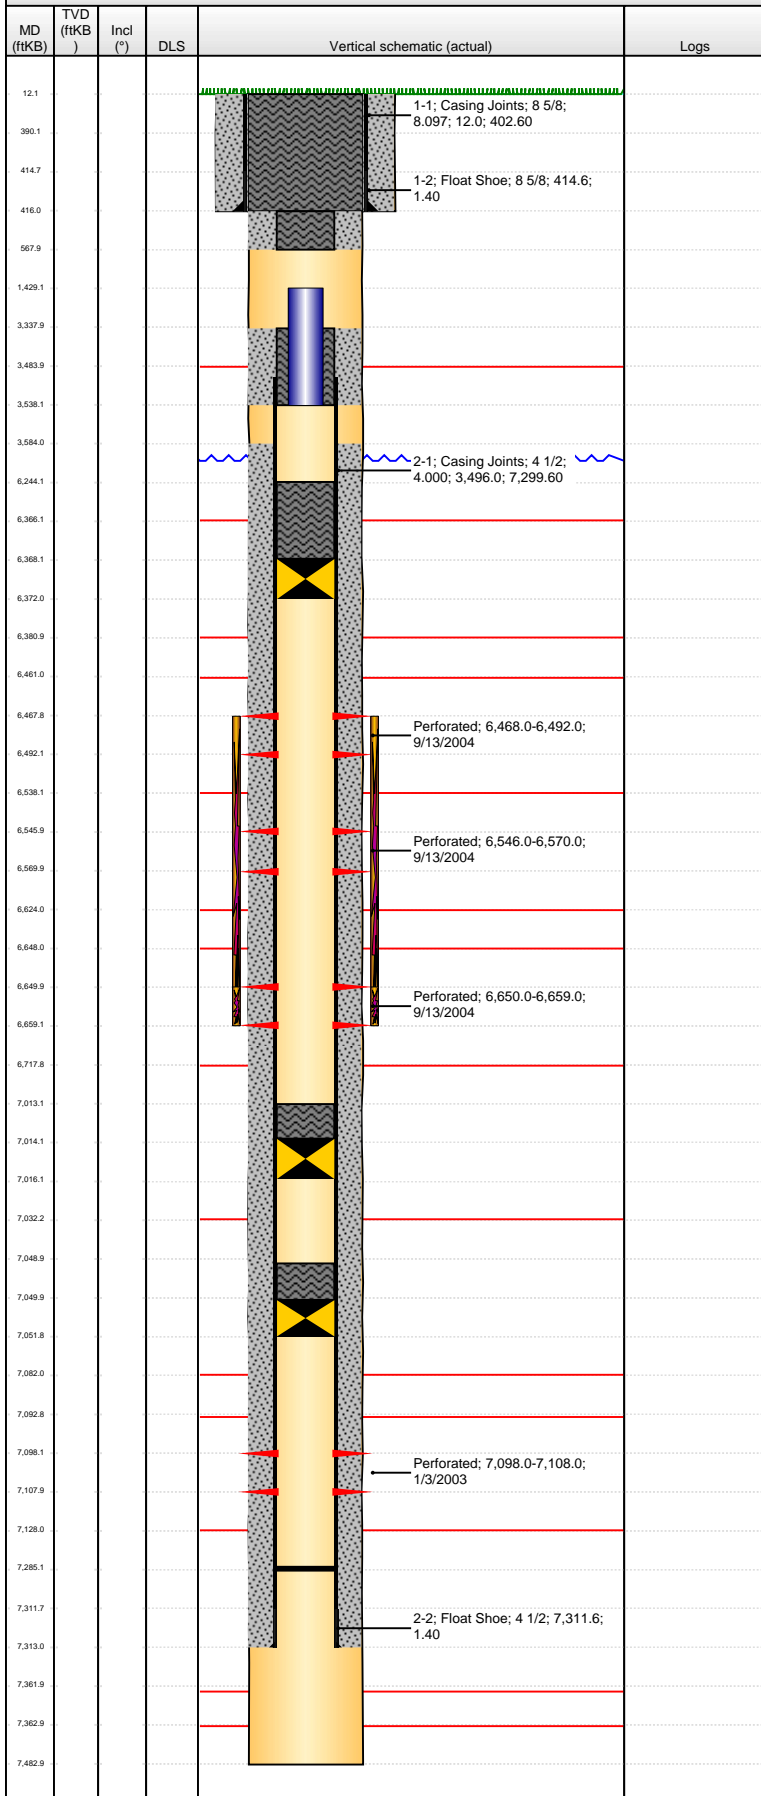 MD
(ftKB)
TVD
(ftKB
)
Incl
(°)
DLS
Vertical schematic (actual)
Logs
12.1
1-1; Casing Joints; 8 5/8;
8.097; 12.0; 402.60
390.1
414.7
1-2; Float Shoe; 8 5/8; 414.6;
1.40
416.0
567.9
1,429.1
3,337.9
3,483.9
3,538.1
3,584.0
2-1; Casing Joints; 4 1/2;
4.000; 3,496.0; 7,299.60
6,244.1
6,366.1
6,368.1
6,372.0
6,380.9
6,461.0
6,467.8
Perforated; 6,468.0-6,492.0;
9/13/2004
6,492.1
6,538.1
6,545.9
Perforated; 6,546.0-6,570.0;
9/13/2004
6,569.9
6,624.0
6,648.0
6,649.9
Perforated; 6,650.0-6,659.0;
9/13/2004
6,659.1
6,717.8
7,013.1
7,014.1
7,016.1
7,032.2
7,048.9
7,049.9
7,051.8
7,082.0
7,092.8
7,098.1
Perforated; 7,098.0-7,108.0;
1/3/2003
7,107.9
7,128.0
7,285.1
7,311.7
2-2; Float Shoe; 4 1/2; 7,311.6;
1.40
7,313.0
7,361.9
7,362.9
7,482.9